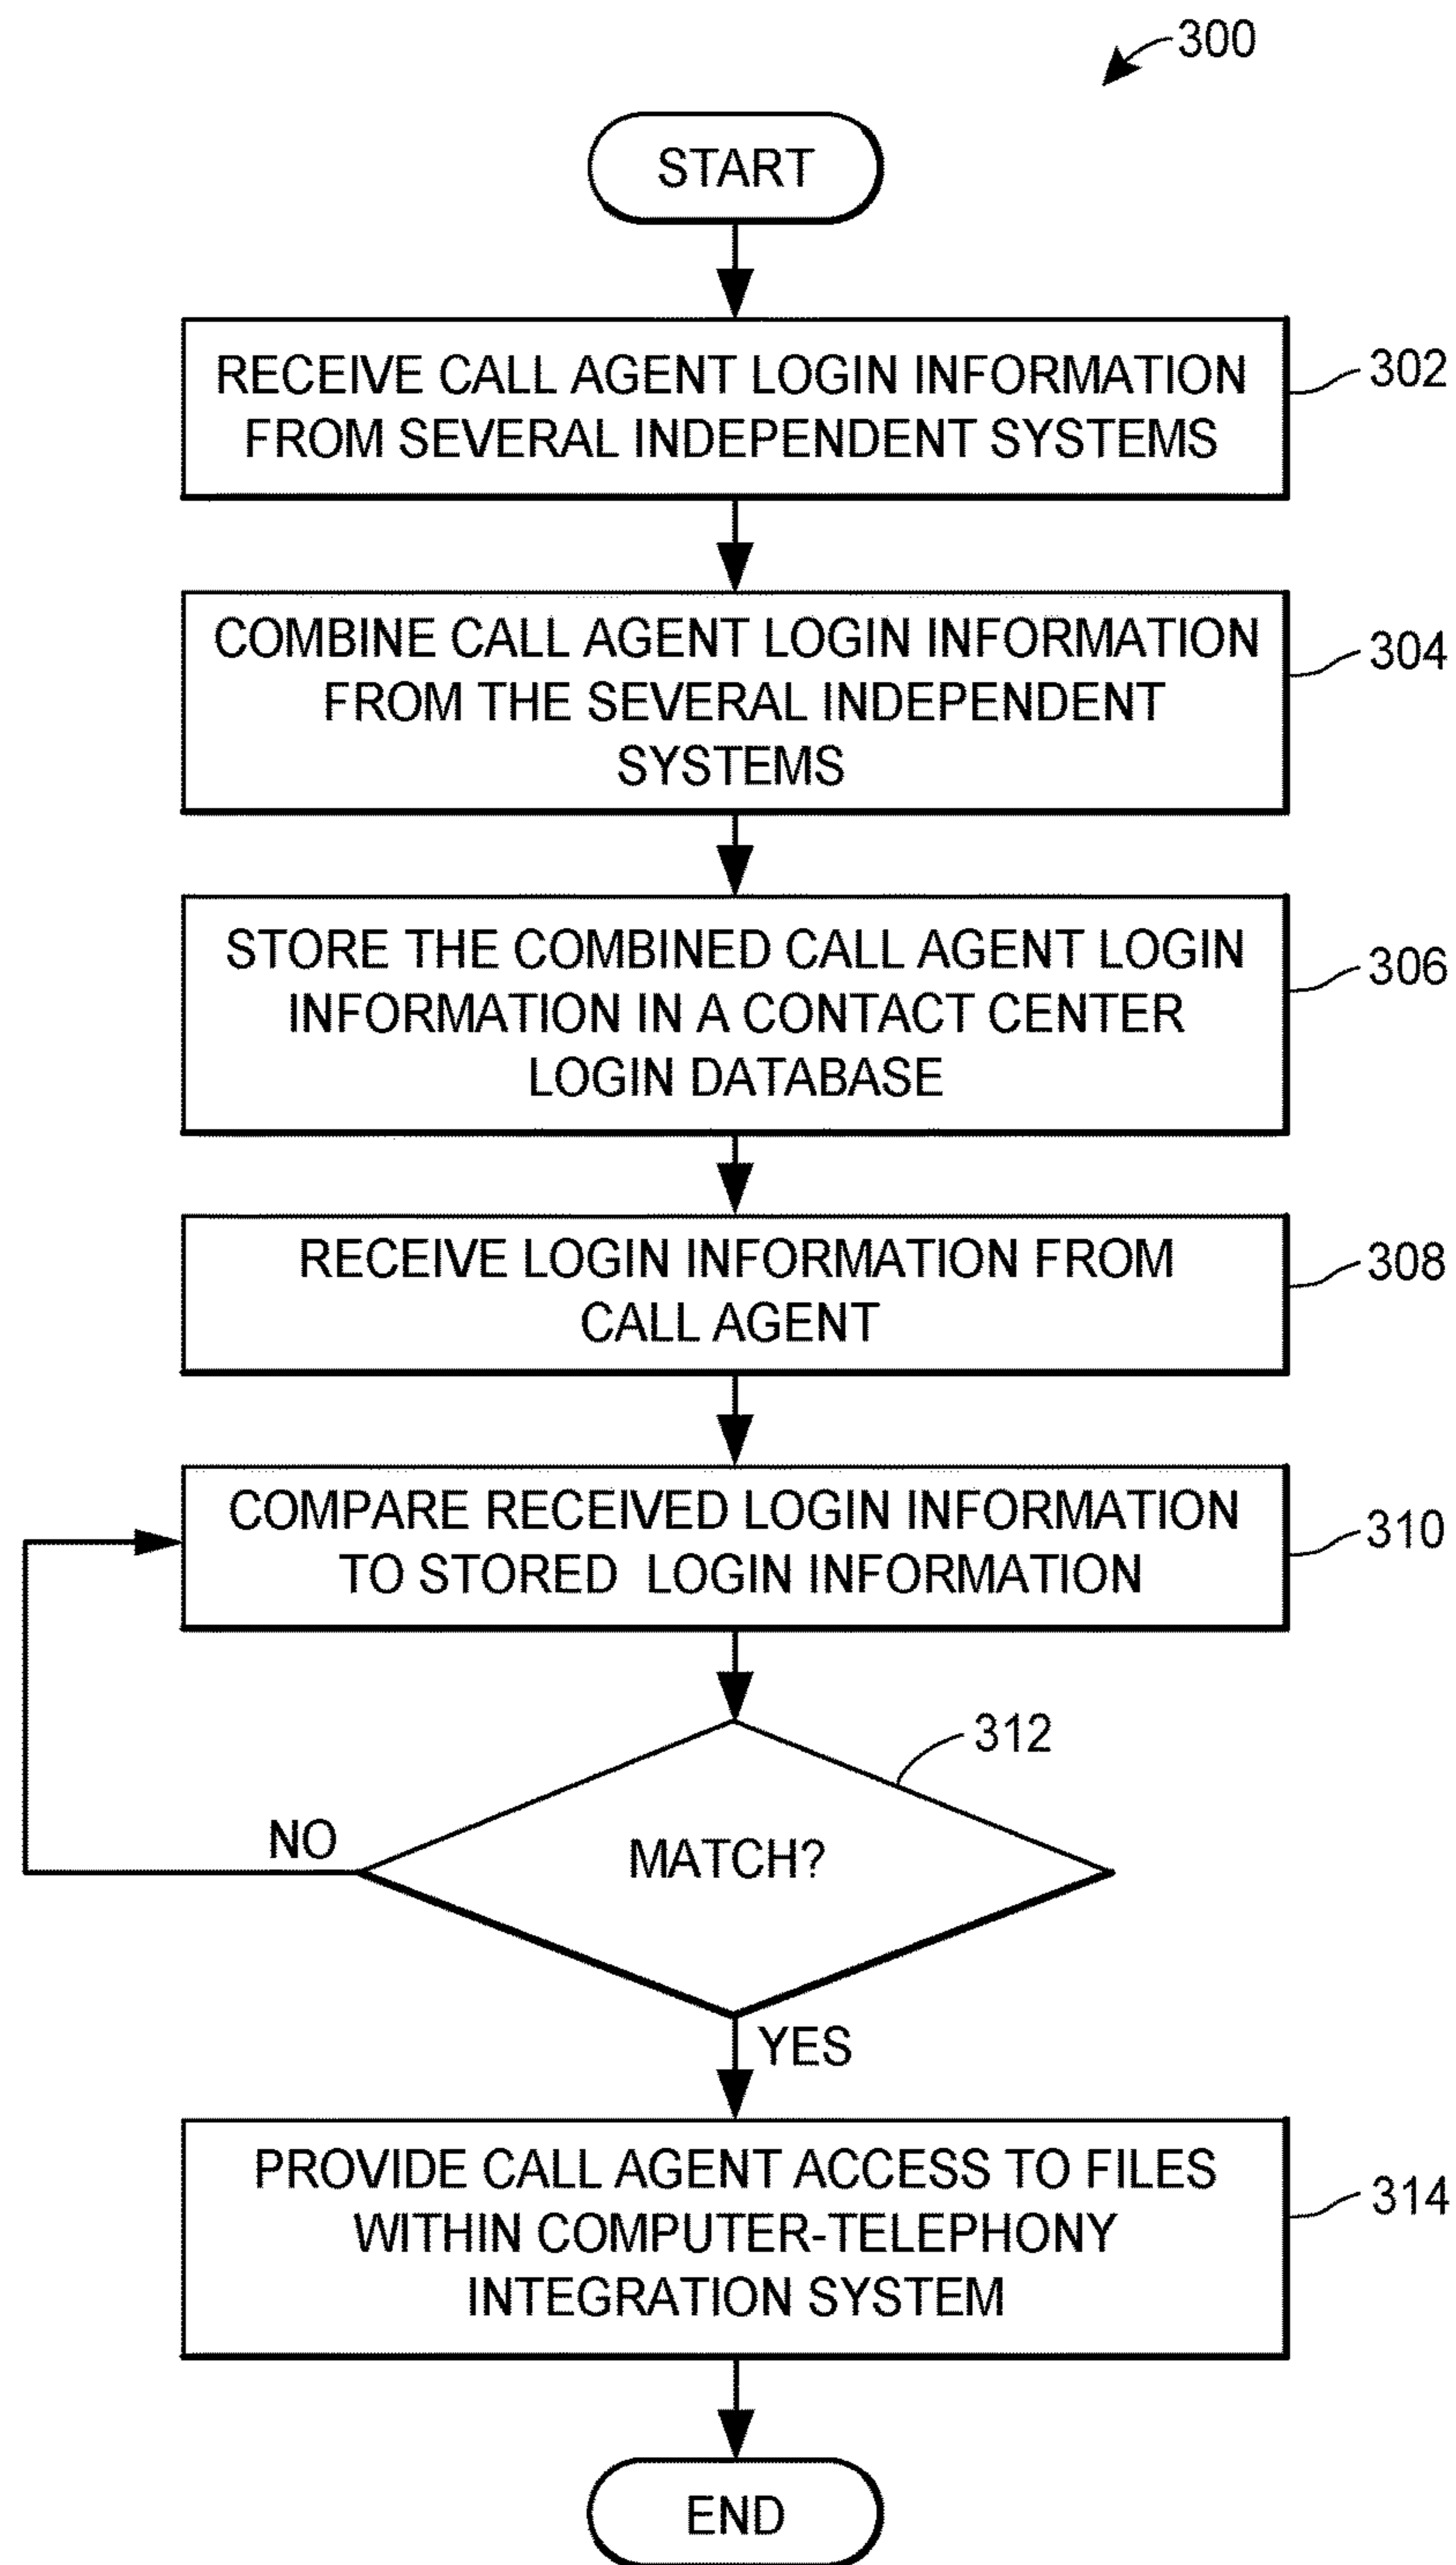 300
START
RECEIVE CALL AGENT LOGIN INFORMATION
FROM SEVERAL INDEPENDENT SYSTEMS
302
COMBINE CALL AGENT LOGIN INFORMATION
FROM THE SEVERAL INDEPENDENT
SYSTEMS
304
STORE THE COMBINED CALL AGENT LOGIN
INFORMATION IN A CONTACT CENTER
LOGIN DATABASE
306
RECEIVE LOGIN INFORMATION FROM
CALL AGENT
308
COMPARE RECEIVED LOGIN INFORMATION
TO STORED LOGIN INFORMATION
310
312
MATCH?
NO
YES
PROVIDE CALL AGENT ACCESS TO FILES
WITHIN COMPUTER-TELEPHONY
INTEGRATION SYSTEM
314
END